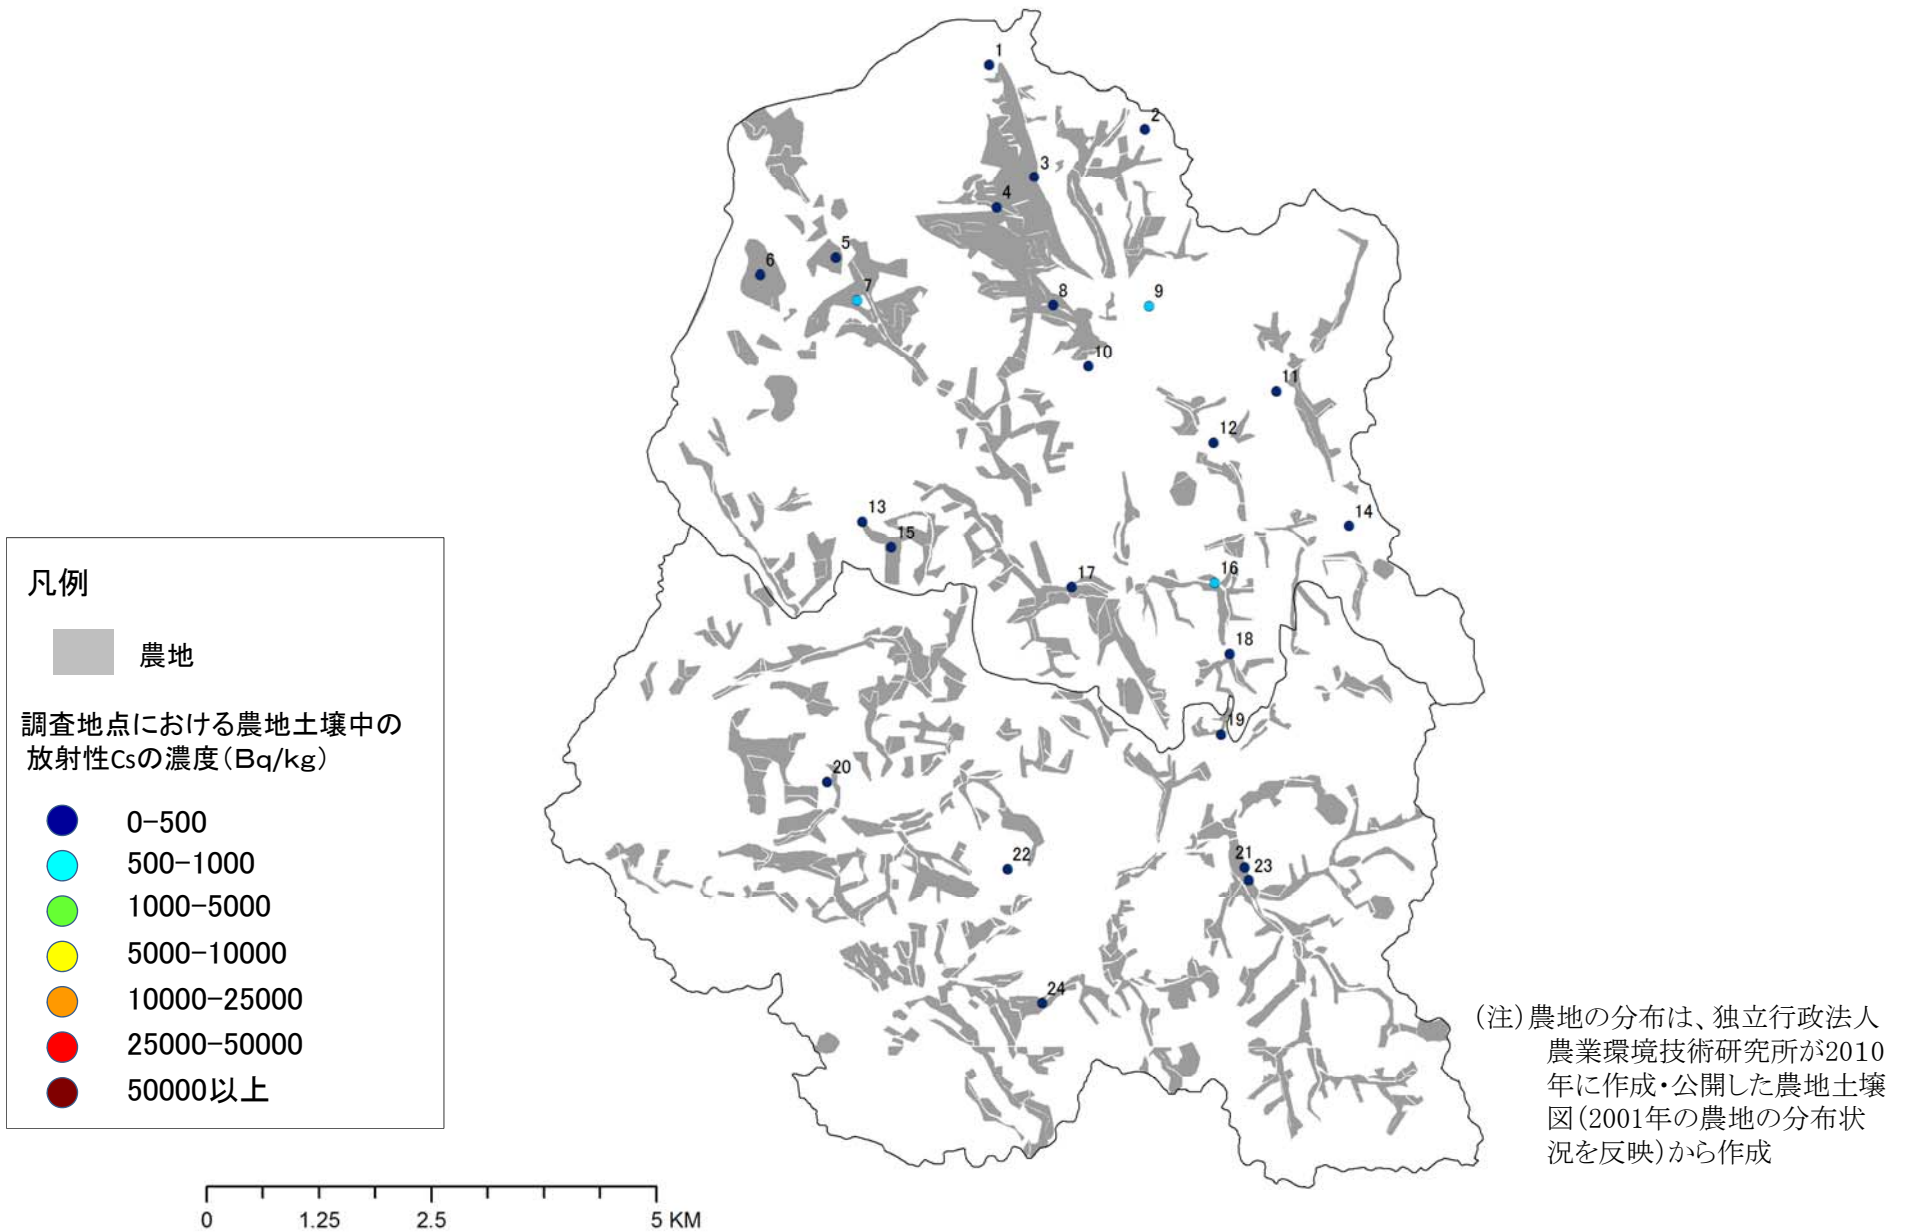 1
2
3
4
5
6
7
8
9
10
11
12
13
14
15
16
17
18
19
20
21
22
23
24
凡例
農地
調査地点における農地土壌中の
放射性Csの濃度(Bq/kg)
0-500
500-1000
1000-5000
5000-10000
10000-25000
25000-50000
50000以上
0 1.25 2.5 5 KM
(注)農地の分布は、独立行政法人
農業環境技術研究所が2010
年に作成・公開した農地土壌
図(2001年の農地の分布状
況を反映)から作成